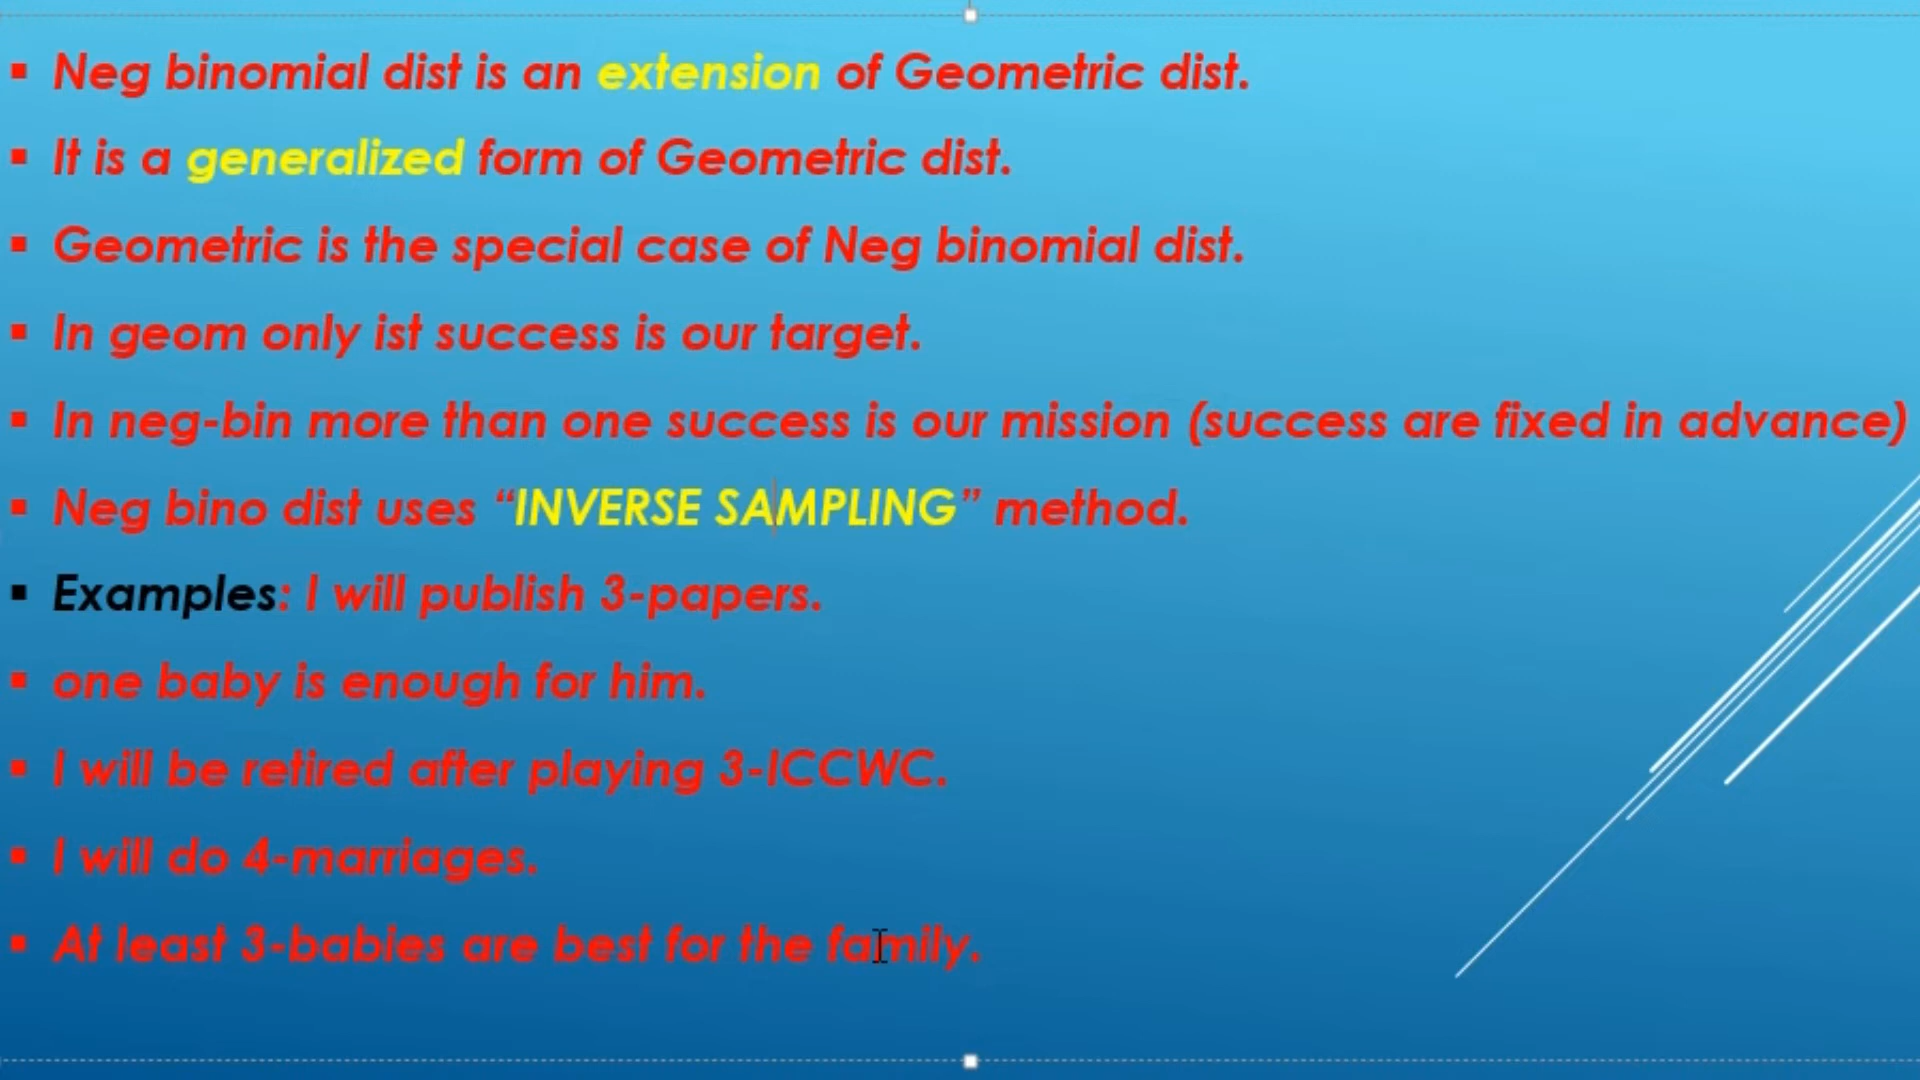 Neg binomial dist is an extension of Geometric dist.
It is a generalized form of Geometric dist.
Geometric is the special case of Neg binomial dist.
In geom only ist success is our target.
In neg-bin more than one success is our mission (success are fixed in advance)
Neg bino dist uses “INVERSE SAMPLING” method.
Examples: I will publish 3-papers.
one baby is enough for him.
I will be retired after playing 3-ICCWC.
I will do 4-marriages.
At least 3-babies are best for the family.